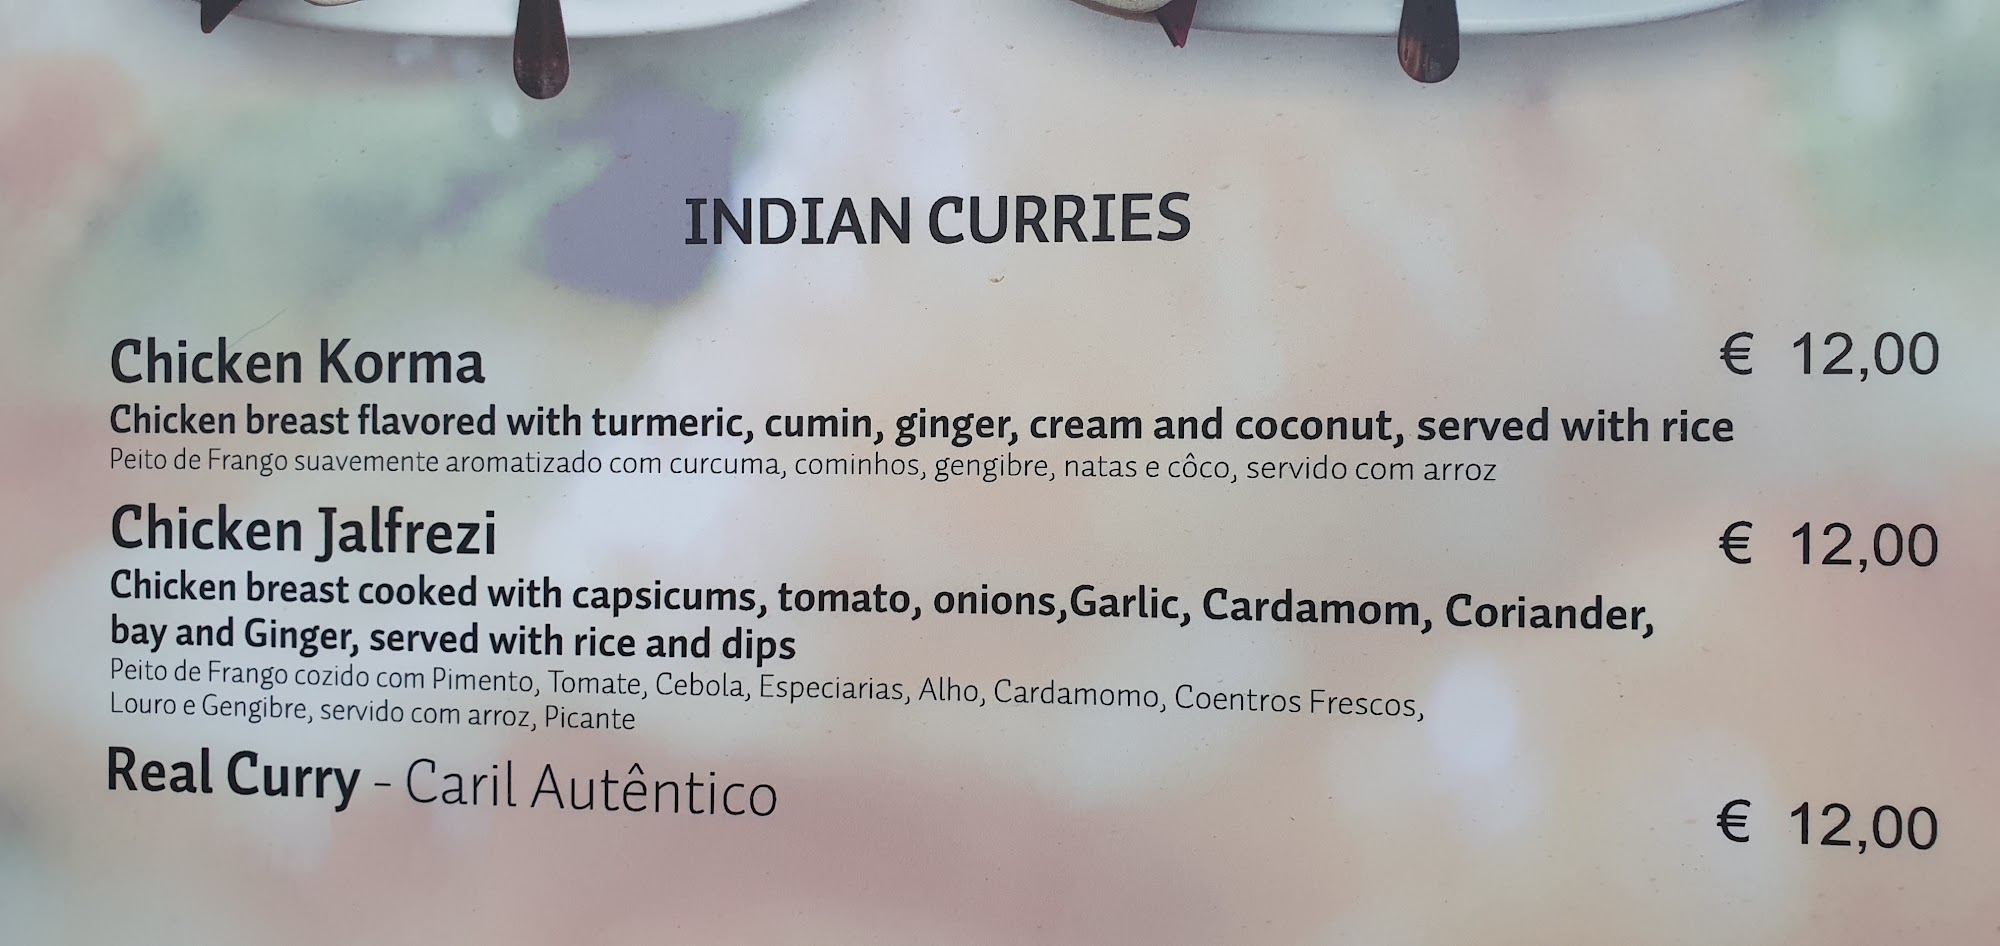 INDIAN CURRIES
Chicken Korma € 12,00
Chicken breast flavored with turmeric, cumin, ginger, cream and coconut, served with rice
Peito de Frango suavemente aromatizado com curcuma, cominhos, gengibre, natas e côco, servido com arroz
Chicken Jalfrezi € 12,00
Chicken breast cooked with capsicums, tomato, onions,Garlic, Cardamom, Coriander,
bay and Ginger, served with rice and dips
Peito de Frango cozido com Pimento, Tomate, Cebola, Especiarias, Alho, Cardamomo, Coentros Frescos,
Louro e Gengibre, servido com arroz, Picante
Real Curry - Caril Autêntico € 12,00